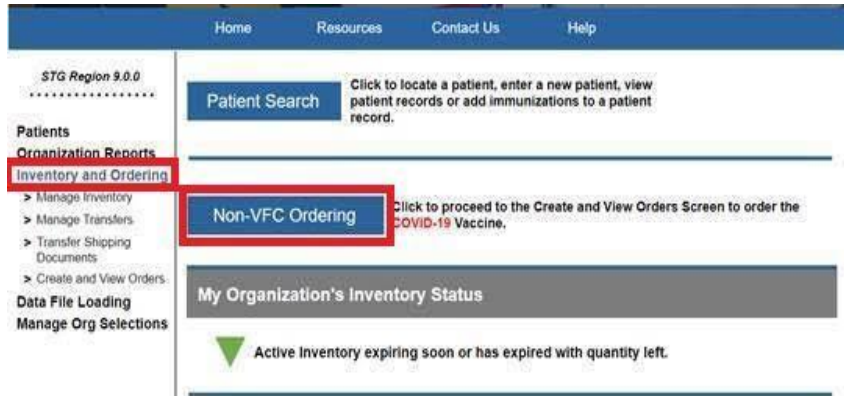 Home Resources Contact Us Help
STG Region 9.0.0
Patients
Organization Reports
Inventory and Ordering
> Manage Inventory
> Manage Transfers
> Transfer Shipping
Documents
> Create and View Orders
Data File Loading
Manage Org Selections
Patient Search
Click to locate a patient, enter a new patient, view
patient records or add immunizations to a patient
record.
Non-VFC Ordering
Click to proceed to the Create and View Orders Screen to order the
COVID-19 Vaccine.
My Organization's Inventory Status
Active Inventory expiring soon or has expired with quantity left.